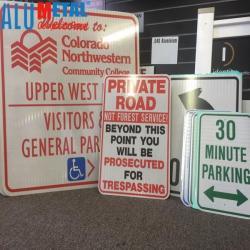 ALUMETAL
Welcome to:
Colorado
Northwestern
Community College
UPPER WEST
VISITORS
GENERAL PAR
PRIVATE
ROAD
NOT FOREST SERVICE!
BEYOND THIS
POINT YOU
WILL BE
PROSECUTED
FOR
TRESPASSING
30
MINUTE
PARKING